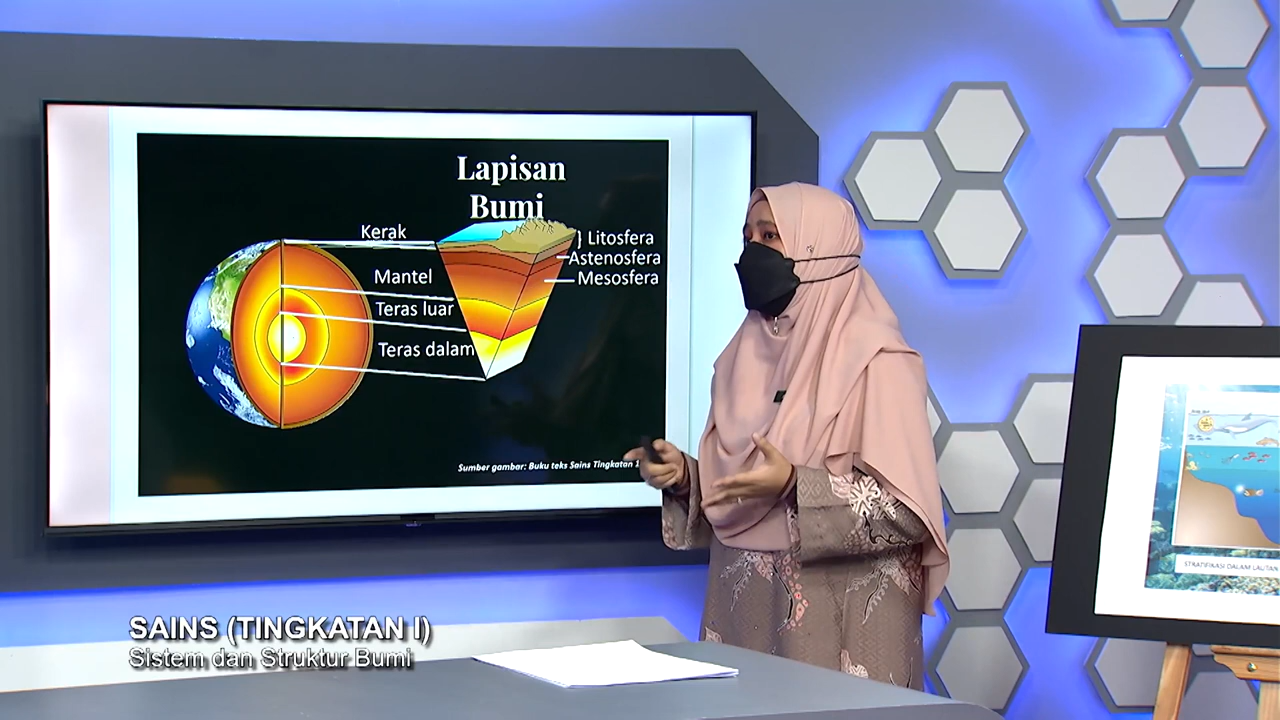 Lapisan
Bumi
Kerak
Mantel
Teras luar
Teras dalam
} Litosfera
Astenosfera
Mesosfera
Sumber gambar: Buku teks Sains Tingkatan 1
SAINS (TINGKATAN I)
Sistem dan Struktur Bumi
STRATIFIKASI DALAM LAUTAN